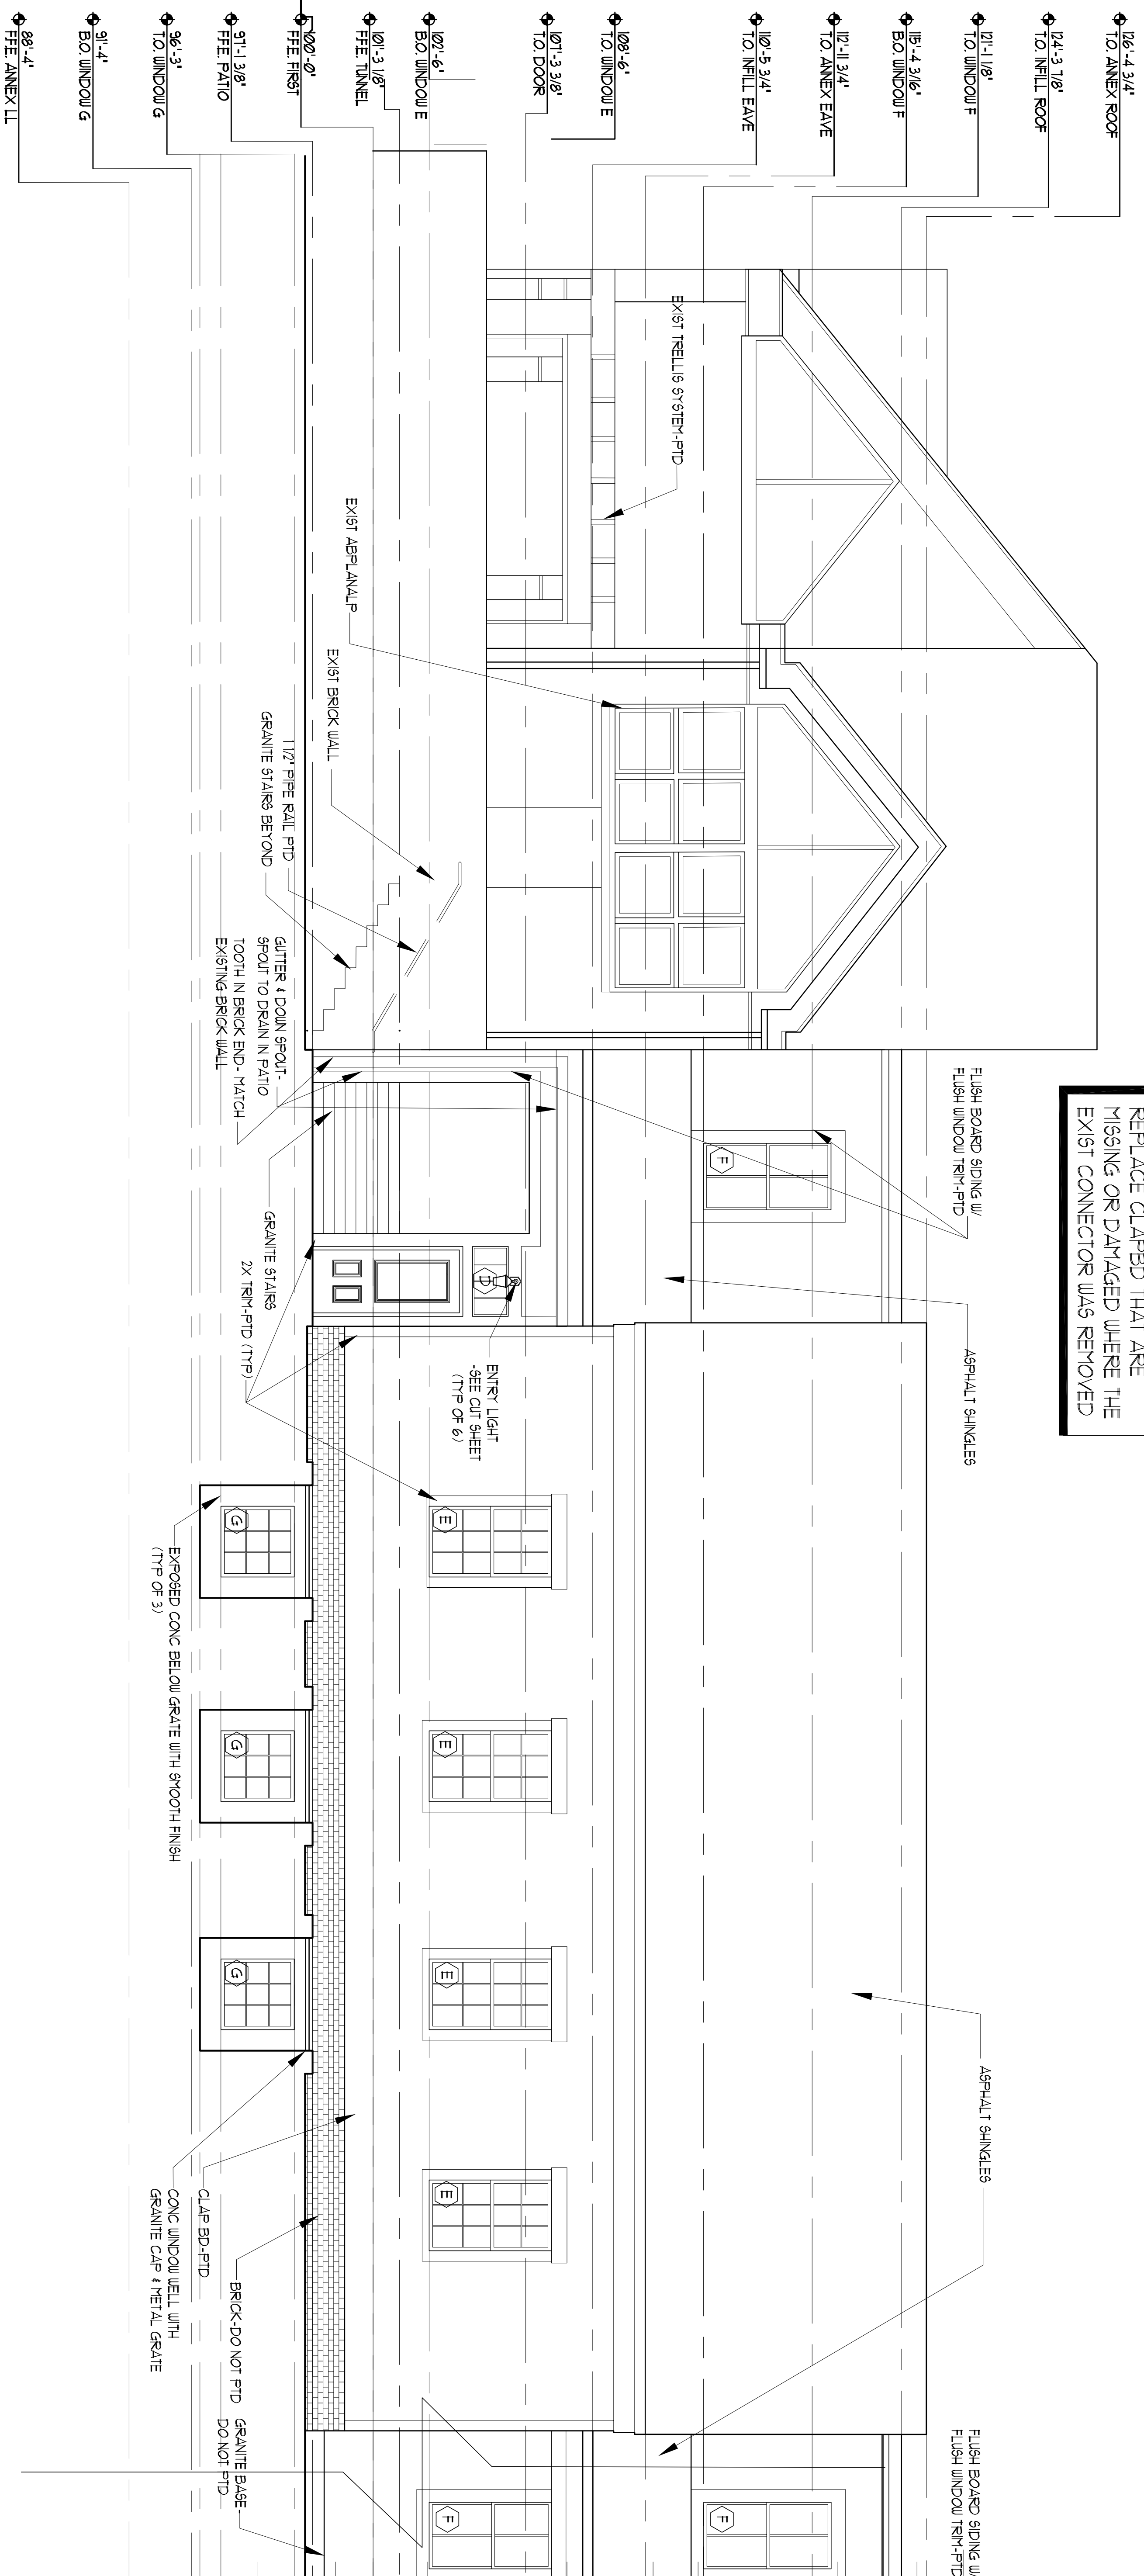 126'-4 3/4"
T.O. ANNEX ROOF
124'-3 7/8"
T.O. INFILL ROOF
121'-1 1/8"
T.O. WINDOW F
115'-4 3/16"
B.O. WINDOW F
112'-11 3/4"
T.O. ANNEX EAVE
110'-5 3/4"
T.O. INFILL EAVE
108'-6"
T.O. WINDOW E
107'-3 3/8"
T.O. DOOR
102'-6"
B.O. WINDOW E
101'-3 1/8"
F.F.E. TUNNEL
100'-0"
F.F.E. FIRST
97'-1 3/8"
F.F.E. PATIO
96'-3"
T.O. WINDOW G
91'-4"
B.O. WINDOW G
88'-4"
F.F.E. ANNEX LL
REPLACE CLAPBD THAT ARE
MISSING OR DAMAGED WHERE THE
EXIST CONNECTOR WAS REMOVED
EXIST TRELLIS SYSTEM-PTD
EXIST ABPLANALP
EXIST BRICK WALL
1 1/2" PIPE RAIL PTD
GRANITE STAIRS BEYOND
GUTTER & DOWN SPOUT-
SPOUT TO DRAIN IN PATIO
TOOTH IN BRICK END- MATCH
EXISTING BRICK WALL
FLUSH BOARD SIDING W/
FLUSH WINDOW TRIM-PTD
F
ASPHALT SHINGLES
GRANITE STAIRS
2X TRIM-PTD (TYP)
D
ENTRY LIGHT
-SEE CUT SHEET
(TYP OF 6)
E
E
E
E
G
G
G
EXPOSED CONC BELOW GRATE WITH SMOOTH FINISH
(TYP OF 3)
ASPHALT SHINGLES
CLAP BD-PTD
CONC WINDOW WELL WITH
GRANITE CAP & METAL GRATE
BRICK-DO NOT PTD
GRANITE BASE-
DO NOT PTD
FLUSH BOARD SIDING W/
FLUSH WINDOW TRIM-PTD
F
F